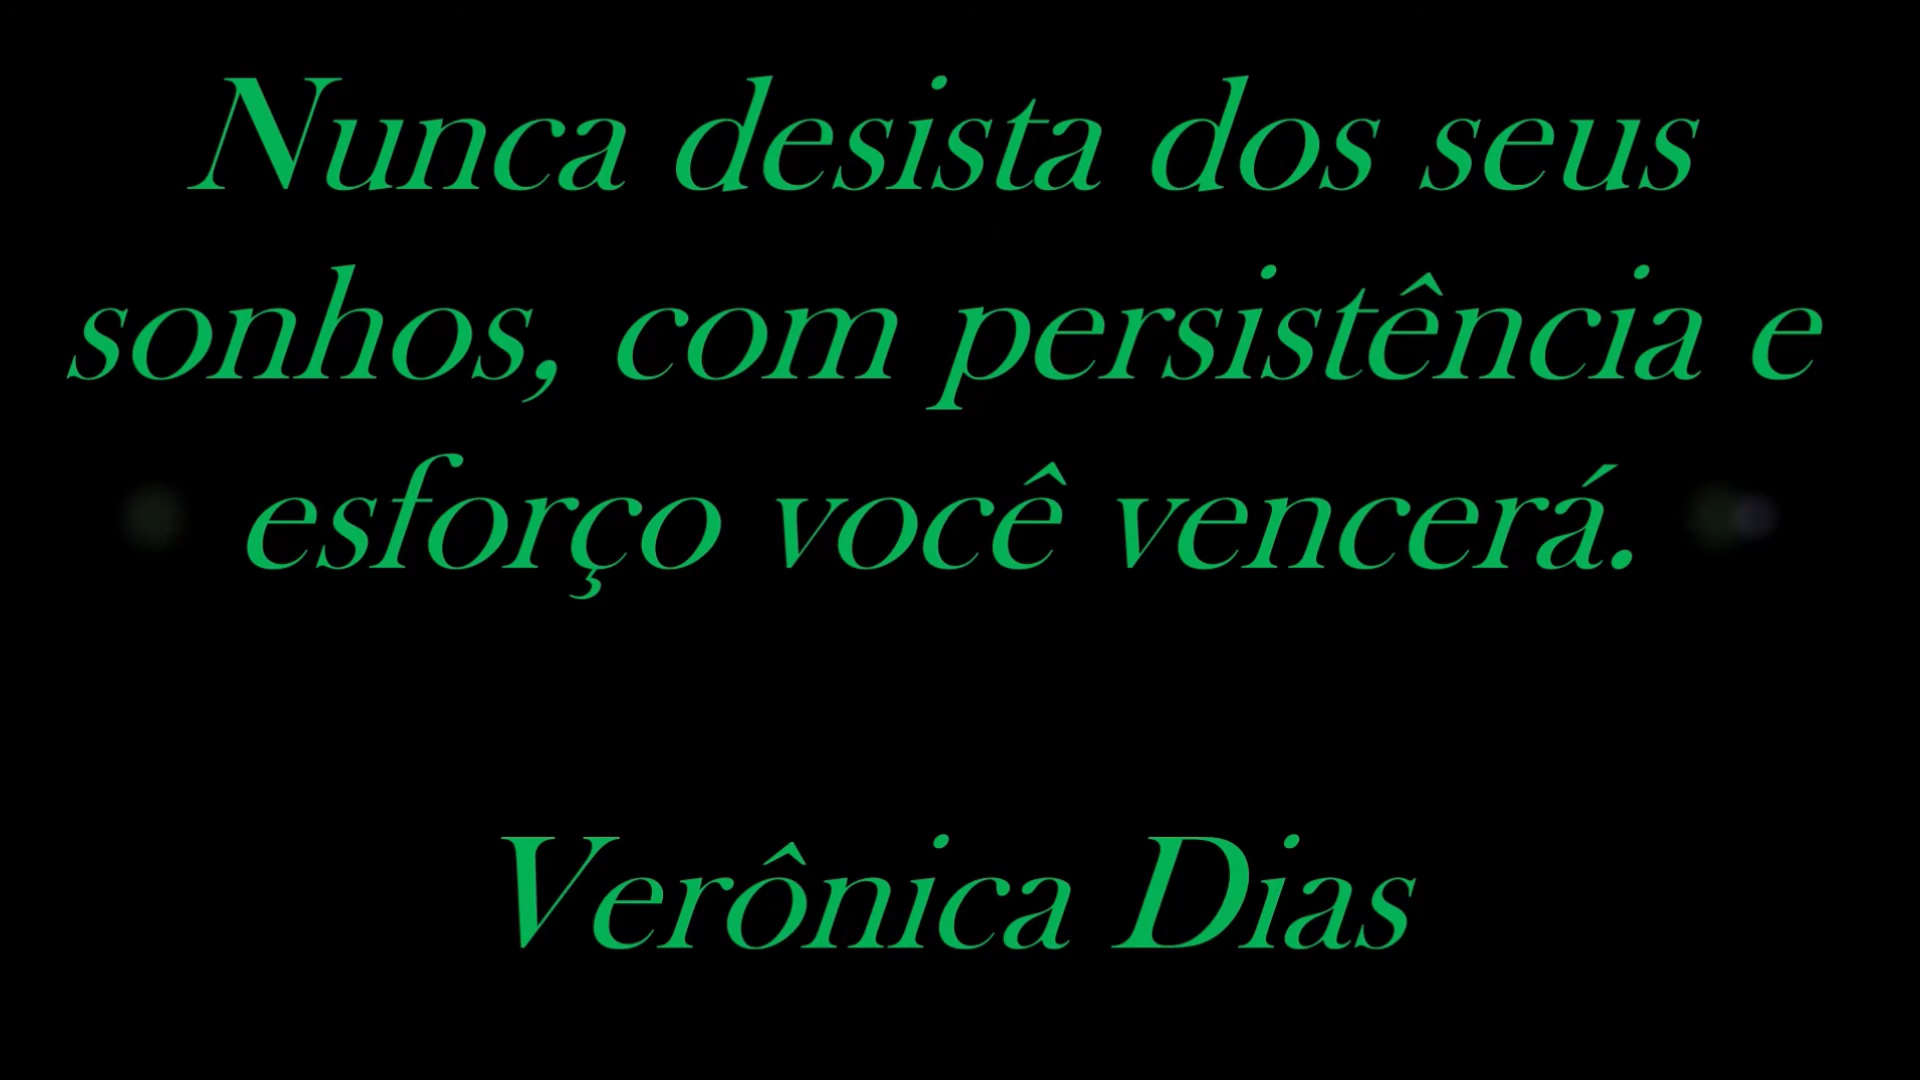 Nunca desista dos seus
sonhos, com persistência e
esforço você vencerá.
Verônica Dias